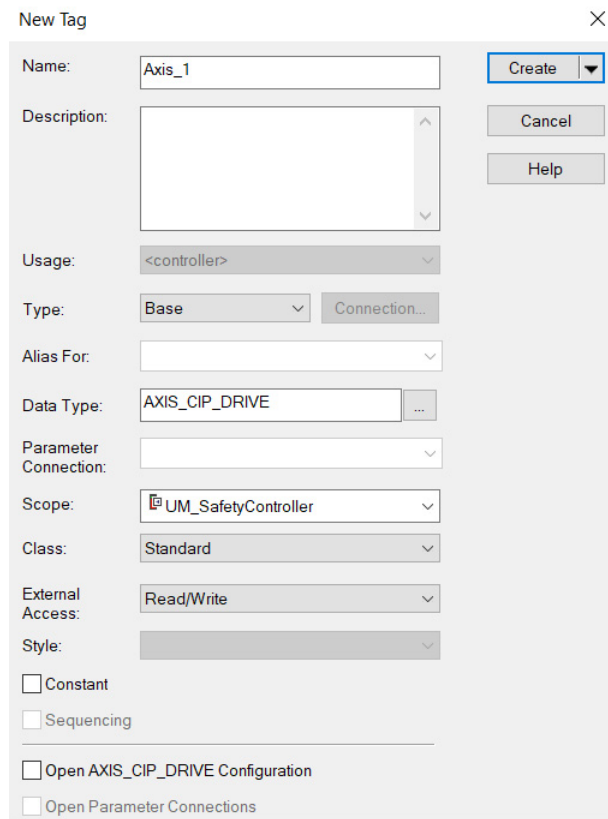 New Tag
Name:
Axis_1
Create
Description:
Cancel
Help
Usage:
<controller>
Type:
Base
Connection...
Alias For:
Data Type:
AXIS_CIP_DRIVE
...
Parameter
Connection:
Scope:
UM_SafetyController
Class:
Standard
External
Access:
Read/Write
Style:
Constant
Sequencing
Open AXIS_CIP_DRIVE Configuration
Open Parameter Connections